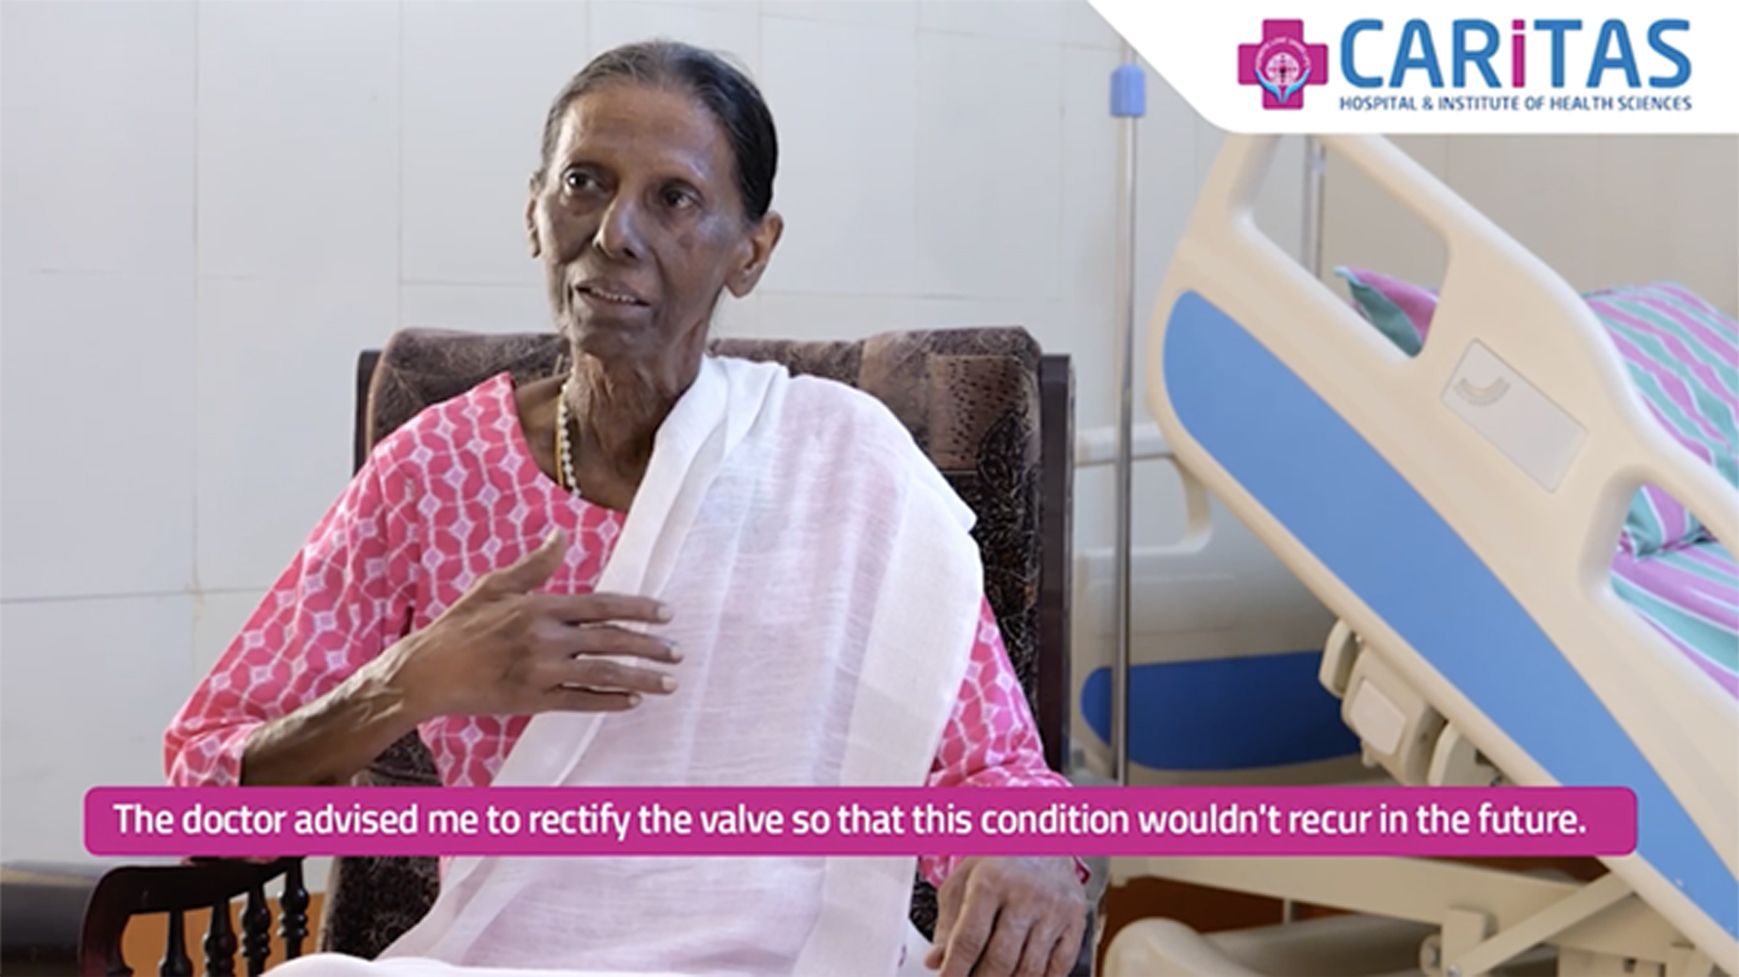 CARiTAS
HOSPITAL & INSTITUTE OF HEALTH SCIENCES
The doctor advised me to rectify the valve so that this condition wouldn't recur in the future.